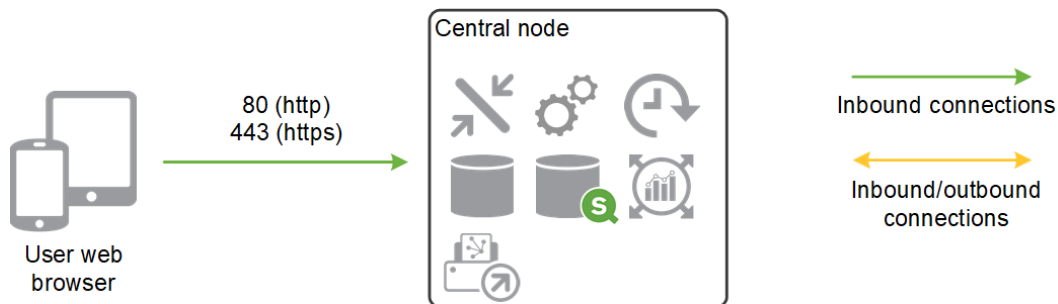 Central node
80 (http)
443 (https)
Inbound connections
S
Inbound/outbound
connections
User web
browser